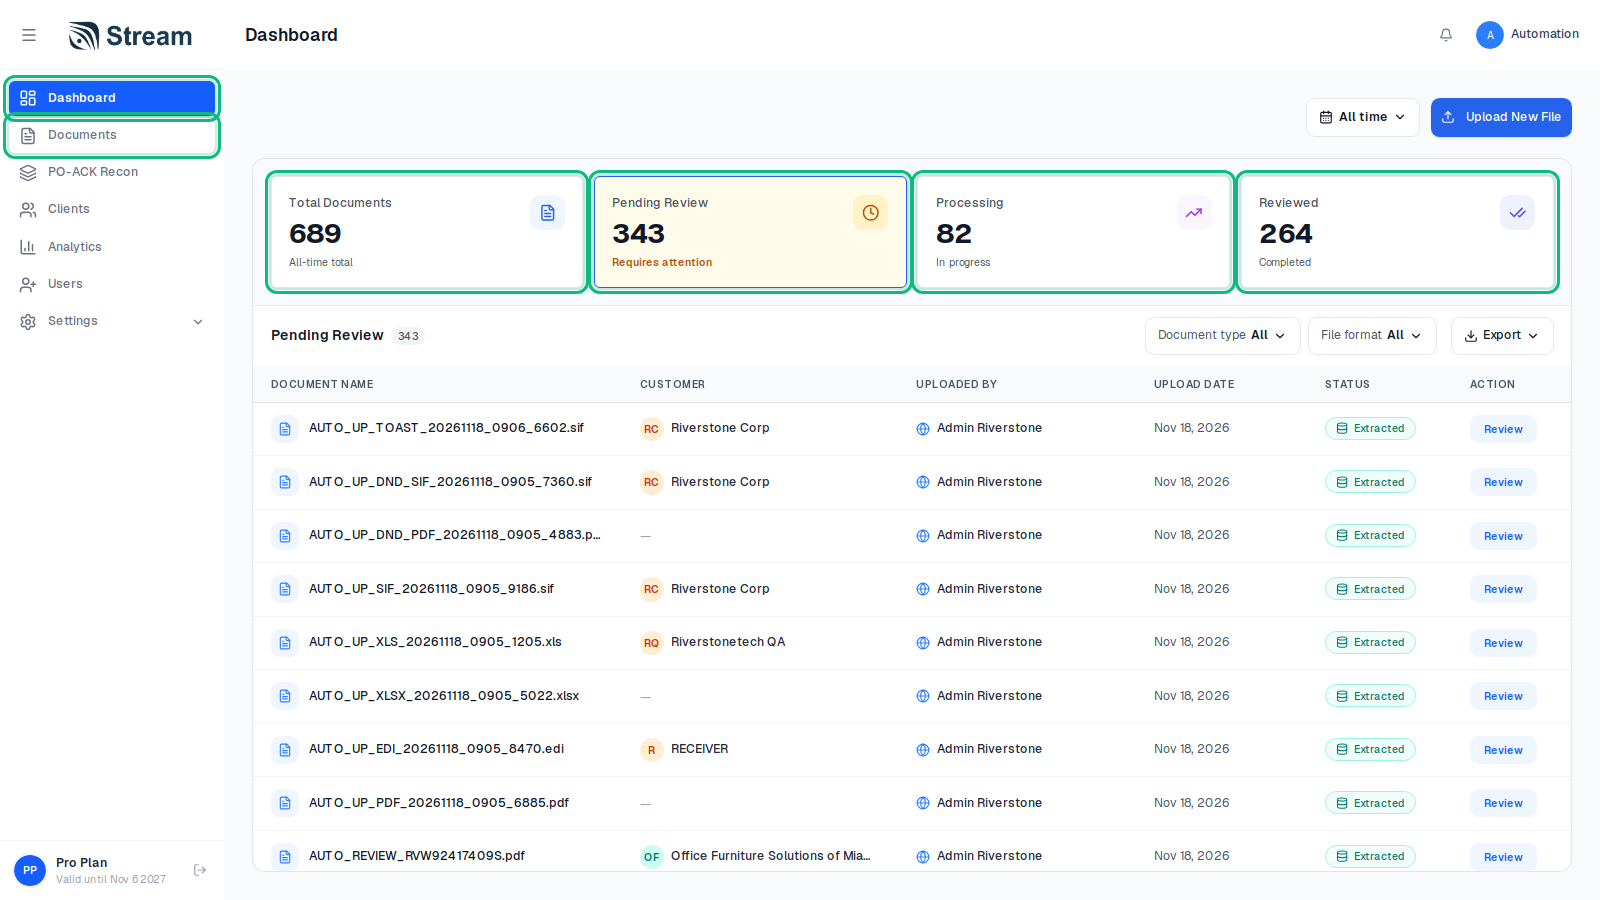 Stream
Dashboard
A Automation
Dashboard
Documents
PO-ACK Recon
Clients
Analytics
Users
Settings
All time
Upload New File
Total Documents
689
All-time total
Pending Review
343
Requires attention
Processing
82
In progress
Reviewed
264
Completed
Pending Review 343
Document type All
File format All
Export
DOCUMENT NAME CUSTOMER UPLOADED BY UPLOAD DATE STATUS ACTION
AUTO_UP_TOAST_20261118_0906_6602.sif RC Riverstone Corp Admin Riverstone Nov 18, 2026 Extracted Review
AUTO_UP_DND_SIF_20261118_0905_7360.sif RC Riverstone Corp Admin Riverstone Nov 18, 2026 Extracted Review
AUTO_UP_DND_PDF_20261118_0905_4883.p... — Admin Riverstone Nov 18, 2026 Extracted Review
AUTO_UP_SIF_20261118_0905_9186.sif RC Riverstone Corp Admin Riverstone Nov 18, 2026 Extracted Review
AUTO_UP_XLS_20261118_0905_1205.xls RQ Riverstonetech QA Admin Riverstone Nov 18, 2026 Extracted Review
AUTO_UP_XLSX_20261118_0905_5022.xlsx — Admin Riverstone Nov 18, 2026 Extracted Review
AUTO_UP_EDI_20261118_0905_8470.edi R RECEIVER Admin Riverstone Nov 18, 2026 Extracted Review
AUTO_UP_PDF_20261118_0905_6885.pdf — Admin Riverstone Nov 18, 2026 Extracted Review
AUTO_REVIEW_RVW92417409S.pdf OF Office Furniture Solutions of Mia... Admin Riverstone Nov 18, 2026 Extracted Review
PP Pro Plan
Valid until Nov 6 2027